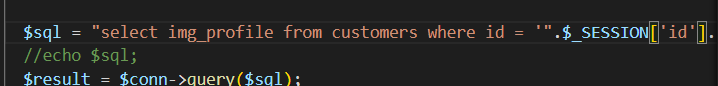 $sql = "select img_profile from customers where id = '".$_SESSION['id'].
//echo $sql;
$result = $conn->query($sql);